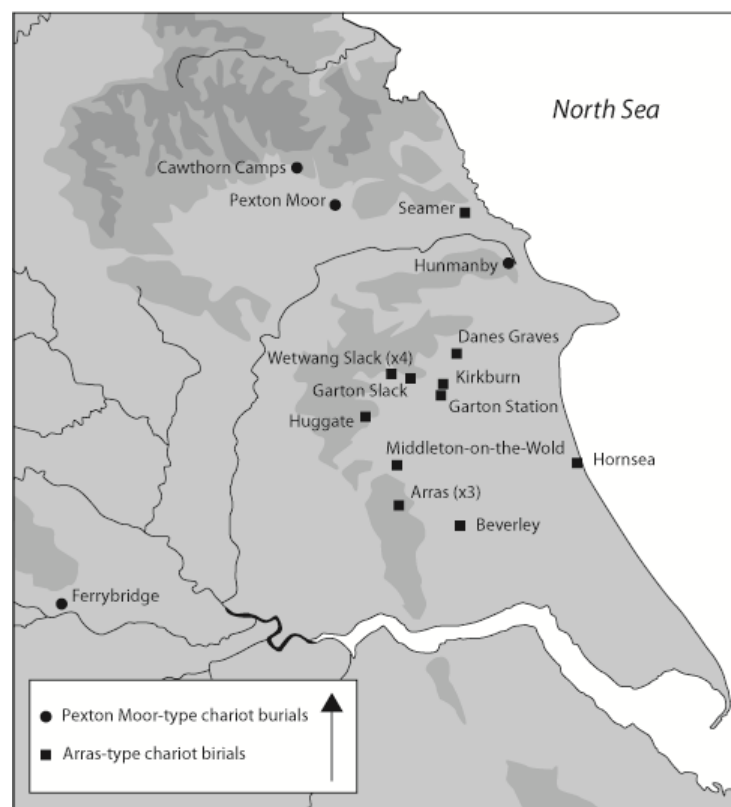 North Sea
Cawthorn Camps
Pexton Moor
Seamer
Hunmanby
Danes Graves
Wetwang Slack (x4)
Kirkburn
Garton Slack
Garton Station
Huggate
Middleton-on-the-Wold
Hornsea
Arras (x3)
Beverley
Ferrybridge
Pexton Moor-type chariot burials
Arras-type chariot birials